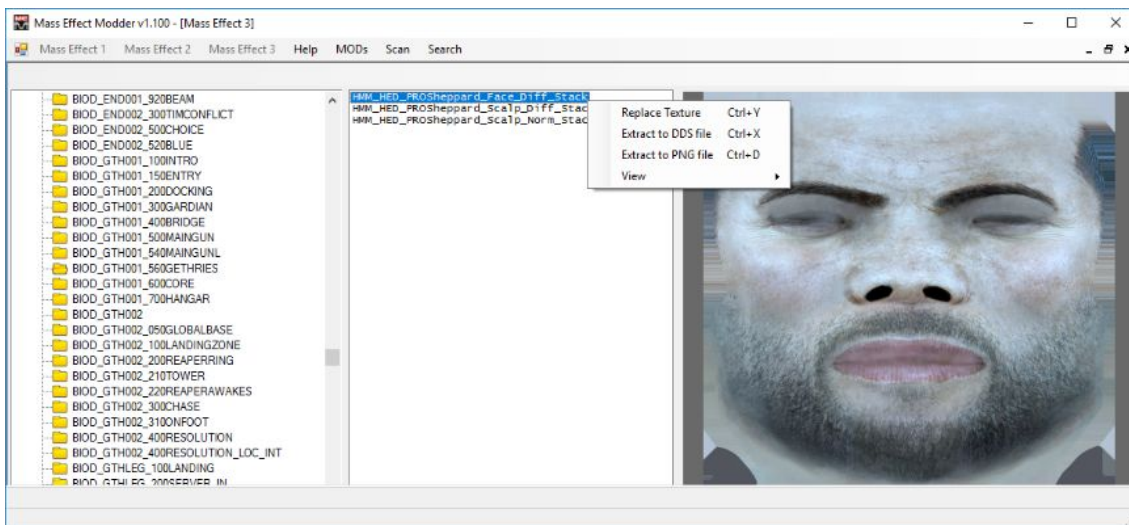 Mass Effect Modder v1.100 - [Mass Effect 3]
Mass Effect 1 Mass Effect 2 Mass Effect 3 Help MODs Scan Search
BIOD_END001_920BEAM
BIOD_END002_300TIMCONFLICT
BIOD_END002_500CHOICE
BIOD_END002_520BLUE
BIOD_GTH001_100INTRO
BIOD_GTH001_150ENTRY
BIOD_GTH001_200DOCKING
BIOD_GTH001_300GARDIAN
BIOD_GTH001_400BRIDGE
BIOD_GTH001_500MAINGUN
BIOD_GTH001_540MAINGUNL
BIOD_GTH001_560GETHRIES
BIOD_GTH001_600CORE
BIOD_GTH001_700HANGAR
BIOD_GTH002
BIOD_GTH002_050GLOBALBASE
BIOD_GTH002_100LANDINGZONE
BIOD_GTH002_200REAPERRING
BIOD_GTH002_210TOWER
BIOD_GTH002_220REAPERAWAKES
BIOD_GTH002_300CHASE
BIOD_GTH002_310ONFOOT
BIOD_GTH002_400RESOLUTION
BIOD_GTH002_400RESOLUTION_LOC_INT
BIOD_GTHLEG_100LANDING
BIOD_GTHLEG_200SERVER_IN
HMM_HED_PROSheppard_Face_Diff_Stack
HMM_HED_PROSheppard_Scalp_Diff_Stac
HMM_HED_PROSheppard_Scalp_Norm_Stac
Replace Texture Ctrl+Y
Extract to DDS file Ctrl+X
Extract to PNG file Ctrl+D
View